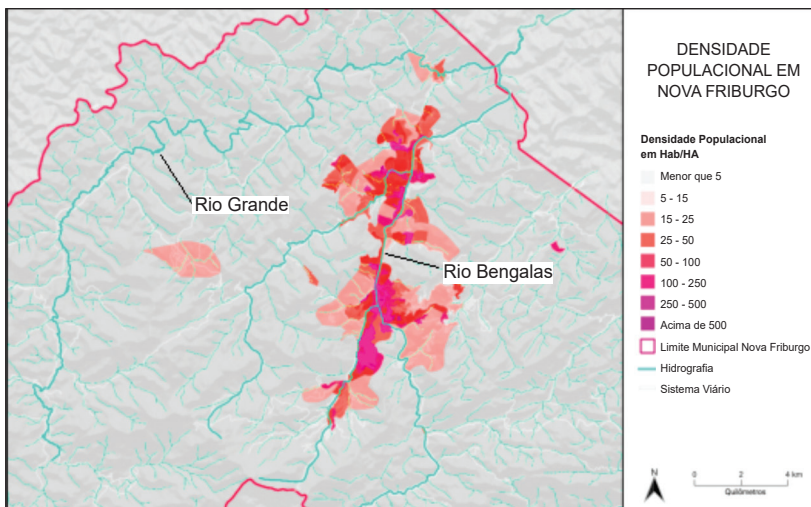 Rio Grande
Rio Bengalas
DENSIDADE
POPULACIONAL EM
NOVA FRIBURGO
Densidade Populacional
em Hab/HA
Menor que 5
5 - 15
15 - 25
25 - 50
50 - 100
100 - 250
250 - 500
Acima de 500
Limite Municipal Nova Friburgo
Hidrografia
Sistema Viário
N
0 2 4 km
Quilômetros